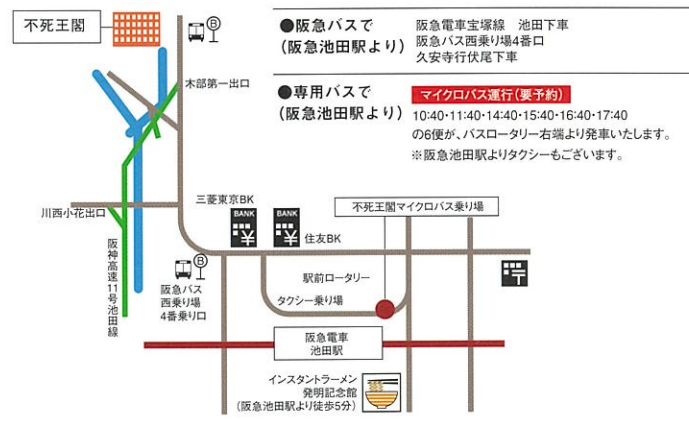 不死王閣
B
●阪急バスで
(阪急池田駅より)
阪急電車宝塚線 池田下車
阪急バス西乗り場4番口
久安寺行伏尾下車
●専用バスで
(阪急池田駅より)
マイクロバス運行(要予約)
10:40・11:40・14:40・15:40・16:40・17:40
の6便が、バスロータリー右端より発車いたします。
※阪急池田駅よりタクシーもございます。
木部第一出口
三菱東京BK
BANK
BANK
住友BK
不死王閣マイクロバス乗り場
川西小花出口
阪神高速11号池田線
B
阪急バス
西乗り場
4番乗り口
駅前ロータリー
タクシー乗り場
〒
阪急電車
池田駅
インスタントラーメン
発明記念館
(阪急池田駅より徒歩5分)